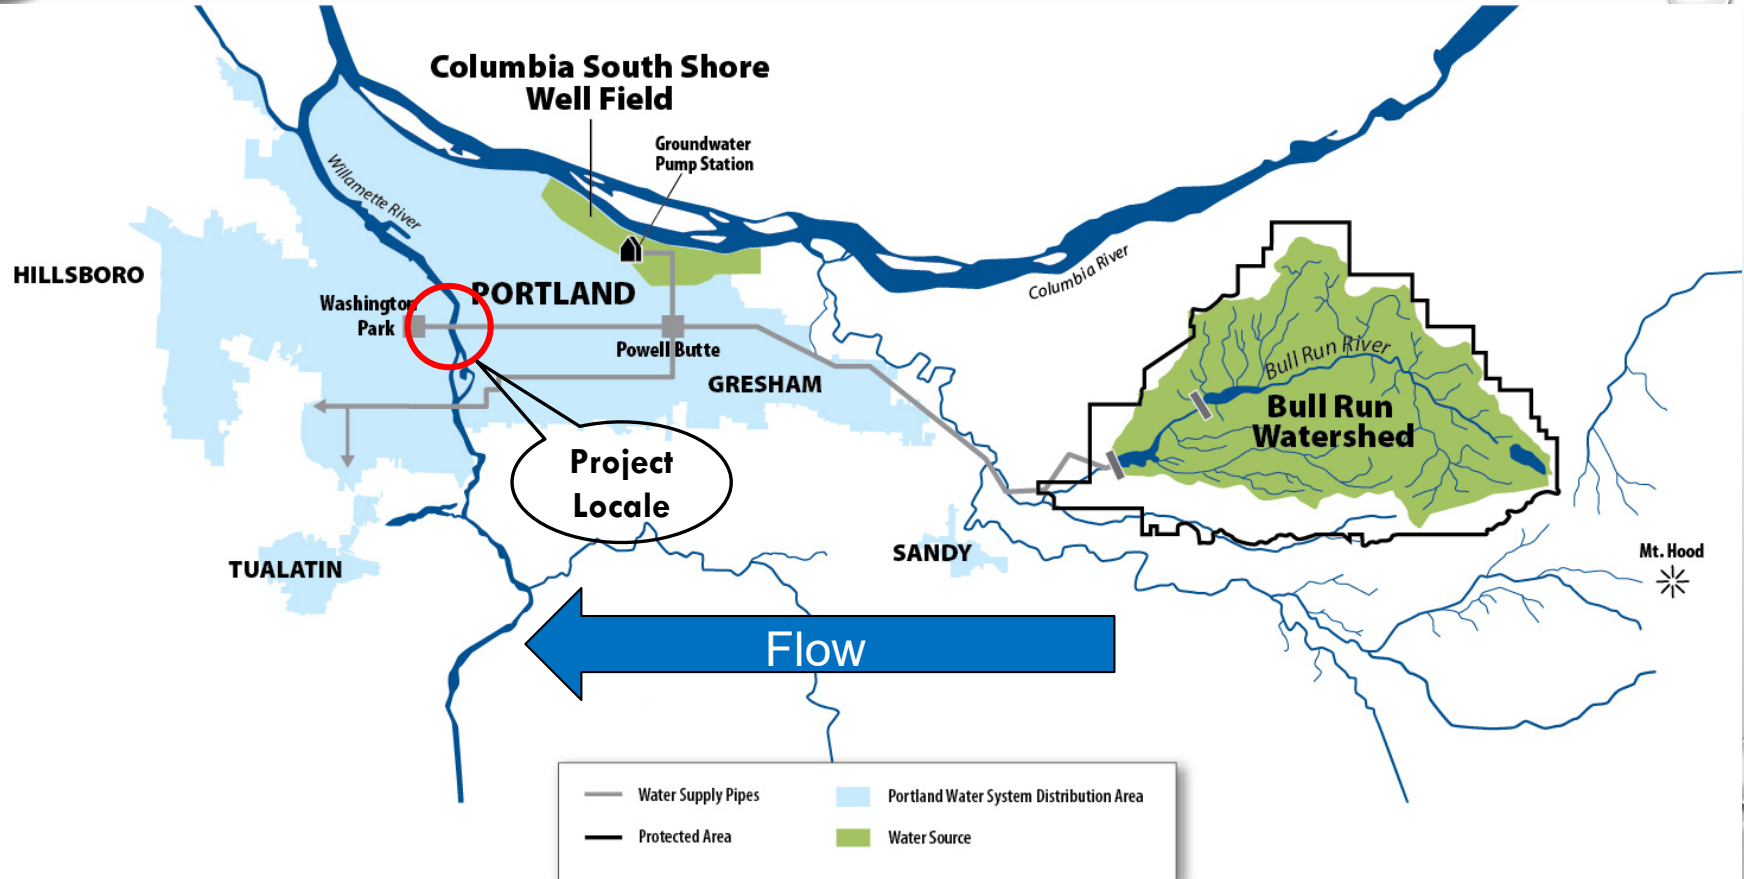 Columbia South Shore
Well Field
Groundwater
Pump Station
Willamette River
HILLSBORO
PORTLAND
Washington
Park
Columbia River
Powell Butte
GRESHAM
Bull Run River
Bull Run
Watershed
Project
Locale
SANDY
Mt. Hood
TUALATIN
Flow
Water Supply Pipes
Portland Water System Distribution Area
Protected Area
Water Source